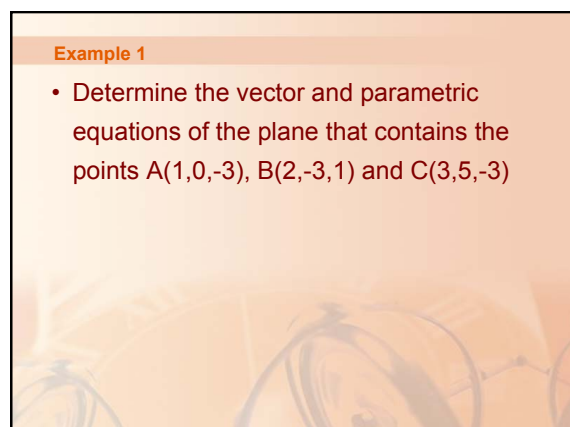 Example 1
• Determine the vector and parametric
equations of the plane that contains the
points A(1,0,-3), B(2,-3,1) and C(3,5,-3)